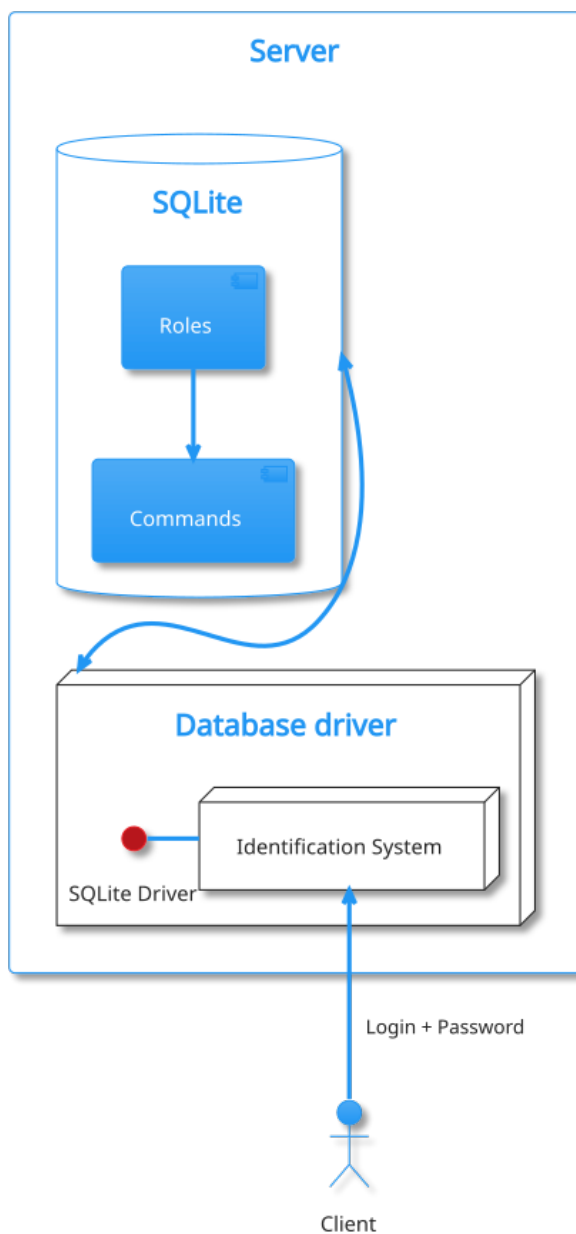 Server
SQLite
Roles
Commands
Database driver
Identification System
SQLite Driver
Login + Password
Client